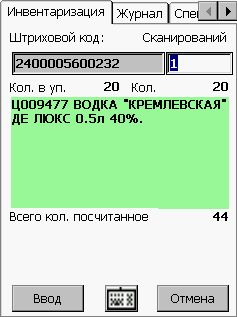 Инвентаризация Журнал Спе
Штриховой код: Сканирований
2400005600232 1
Кол. в уп. 20 Кол. 20
Ц009477 ВОДКА "КРЕМЛЕВСКАЯ"
ДЕ ЛЮКС 0.5л 40%.
Всего кол. посчитанное 44
Ввод Отмена